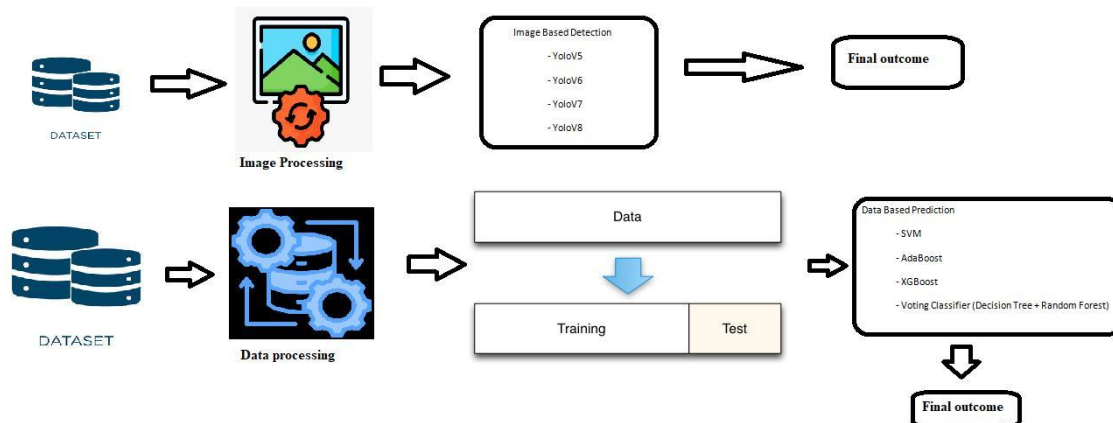 DATASET
Image Processing
Image Based Detection
- YoloV5
- YoloV6
- YoloV7
- YoloV8
Final outcome
DATASET
Data processing
Data
Training
Test
Data Based Prediction
- SVM
- AdaBoost
- XGBoost
- Voting Classifier (Decision Tree + Random Forest)
Final outcome